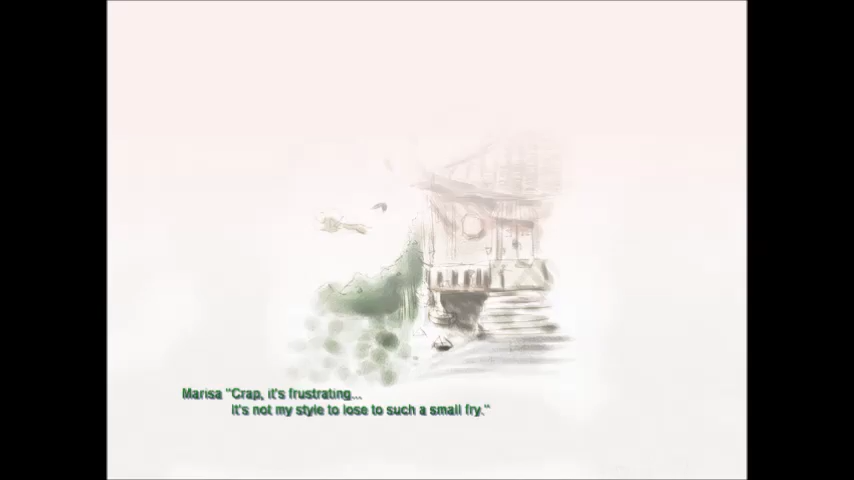 Marisa "Crap, it's frustrating...
It's not my style to lose to such a small fry."